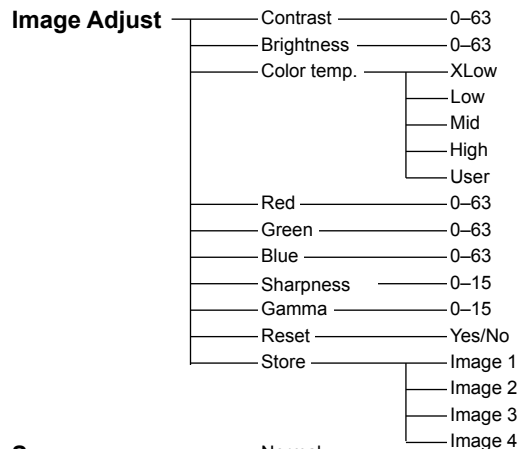 Image Adjust Contrast 0–63
Brightness 0–63
Color temp. XLow
Low
Mid
High
User
Red 0–63
Green 0–63
Blue 0–63
Sharpness 0–15
Gamma 0–15
Reset Yes/No
Store Image 1
Image 2
Image 3
Image 4